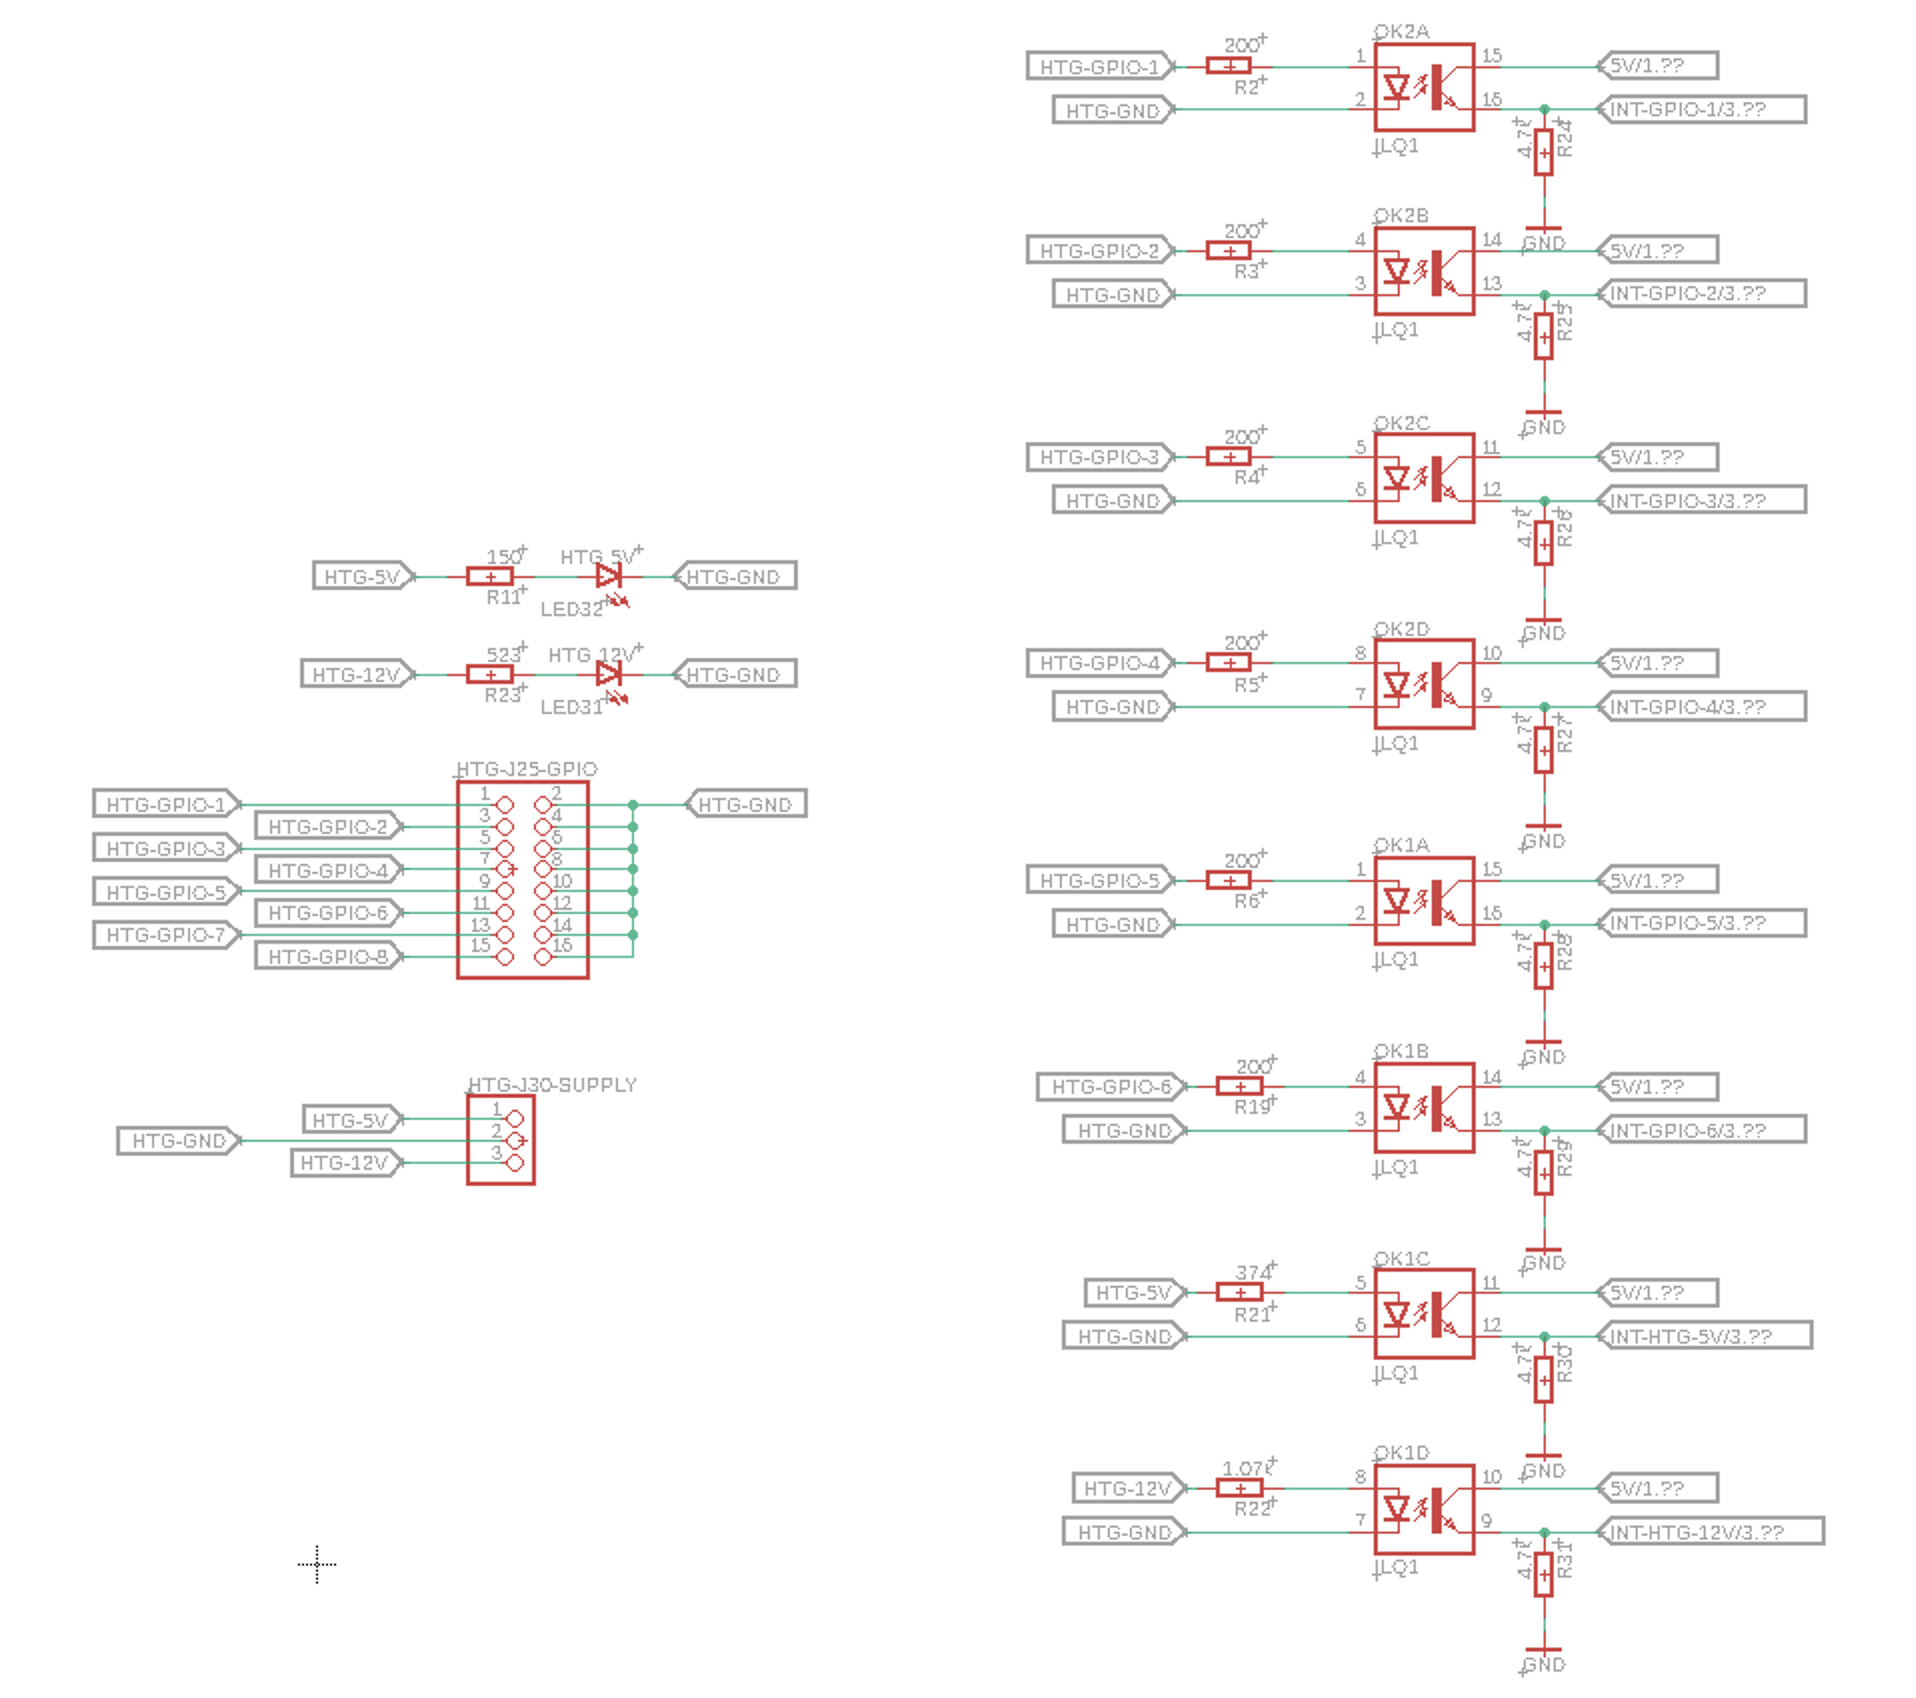 HTG-5V
150
R11
HTG 5V
LED32
HTG-GND
HTG-12V
523
R23
HTG 12V
LED31
HTG-GND
HTG-J25-GPIO
HTG-GPIO-1
1
2
HTG-GND
HTG-GPIO-2
3
4
HTG-GPIO-3
5
6
HTG-GPIO-4
7
8
HTG-GPIO-5
9
10
HTG-GPIO-6
11
12
HTG-GPIO-7
13
14
HTG-GPIO-8
15
16
HTG-J30-SUPPLY
HTG-5V
1
HTG-GND
2
HTG-12V
3
OK2A
HTG-GPIO-1
200
R2
1
15
5V/1.??
HTG-GND
2
16
INT-GPIO-1/3.??
ILQ1
4.7k
R24
GND
OK2B
HTG-GPIO-2
200
R3
4
14
5V/1.??
HTG-GND
3
13
INT-GPIO-2/3.??
ILQ1
4.7k
R25
GND
OK2C
HTG-GPIO-3
200
R4
5
11
5V/1.??
HTG-GND
6
12
INT-GPIO-3/3.??
ILQ1
4.7k
R26
GND
OK2D
HTG-GPIO-4
200
R5
8
10
5V/1.??
HTG-GND
7
9
INT-GPIO-4/3.??
ILQ1
4.7k
R27
GND
OK1A
HTG-GPIO-5
200
R6
1
15
5V/1.??
HTG-GND
2
16
INT-GPIO-5/3.??
ILQ1
4.7k
R28
GND
OK1B
HTG-GPIO-6
200
R19
4
14
5V/1.??
HTG-GND
3
13
INT-GPIO-6/3.??
ILQ1
4.7k
R29
GND
OK1C
HTG-5V
374
R21
5
11
5V/1.??
HTG-GND
6
12
INT-HTG-5V/3.??
ILQ1
4.7k
R30
GND
OK1D
HTG-12V
1.07k
R22
8
10
5V/1.??
HTG-GND
7
9
INT-HTG-12V/3.??
ILQ1
4.7k
R31
GND